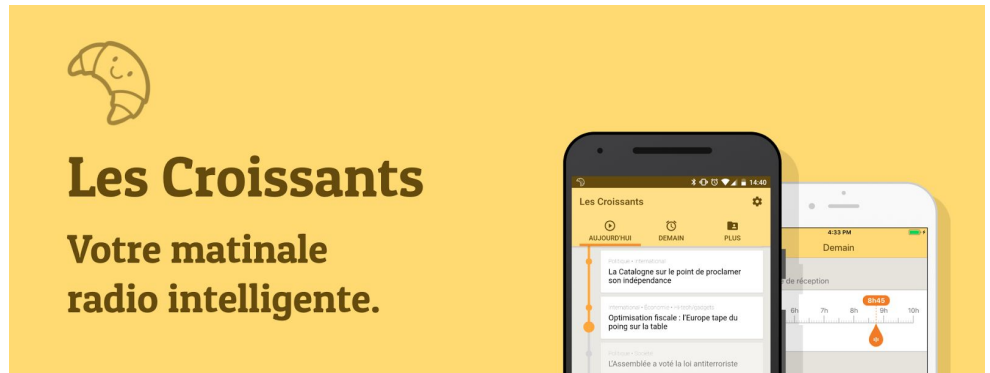 Les Croissants
Votre matinale
radio intelligente.
14:40
Les Croissants
AUJOURD'HUI
DEMAIN
PLUS
La Catalogne sur le point de proclamer
son indépendance
Optimisation fiscale : l'Europe tape du
poing sur la table
L'Assemblée a voté la loi antiterroriste
4:33 PM
Demain
de réception
8h45
6h 7h 8h 9h 10h